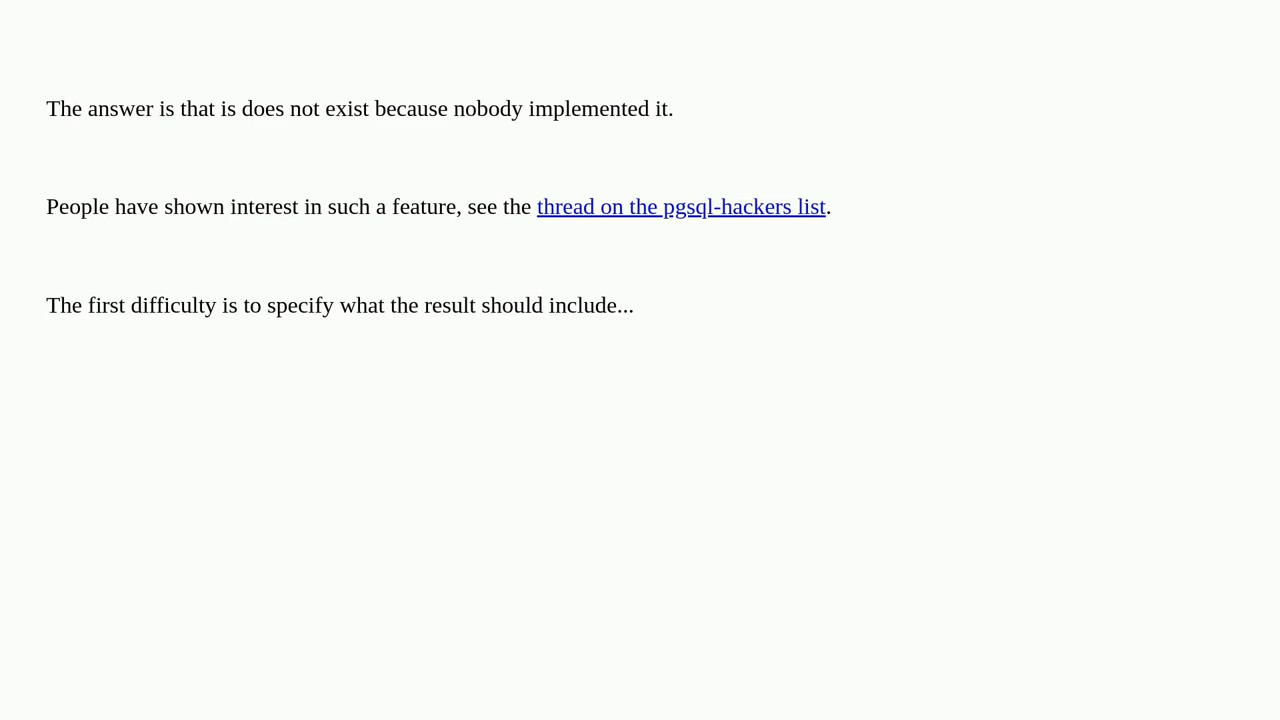 The answer is that is does not exist because nobody implemented it.
People have shown interest in such a feature, see the thread on the pgsql-hackers list.
The first difficulty is to specify what the result should include...